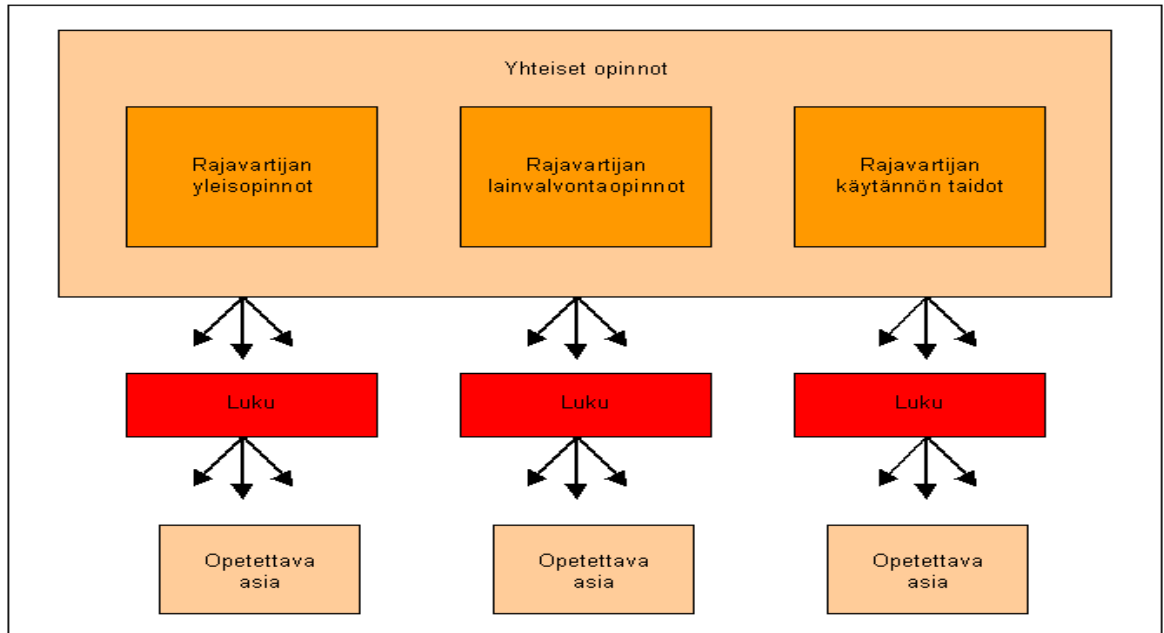 Yhteiset opinnot
Rajavartijan
yleisopinnot
Rajavartijan
lainvalvontaopinnot
Rajavartijan
käytännön taidot
Luku
Luku
Luku
Opetettava
asia
Opetettava
asia
Opetettava
asia